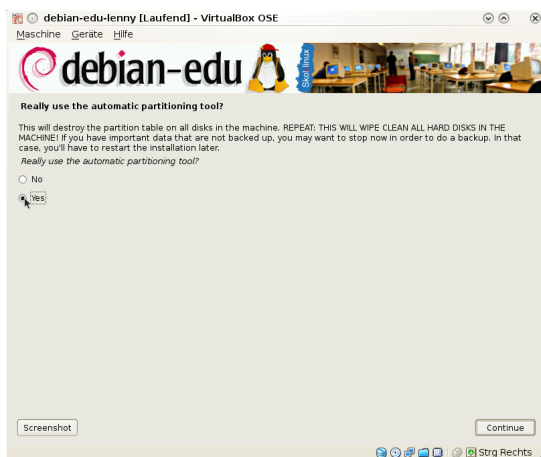 debian-edu-lenny [Laufend] - VirtualBox OSE
Maschine Geräte Hilfe
debian-edu
Skolelinux
Really use the automatic partitioning tool?
This will destroy the partition table on all disks in the machine. REPEAT: THIS WILL WIPE CLEAN ALL HARD DISKS IN THE
MACHINE! If you have important data that are not backed up, you may want to stop now in order to do a backup. In that
case, you'll have to restart the installation later.
Really use the automatic partitioning tool?
No
Yes
Screenshot
Continue
Strg Rechts